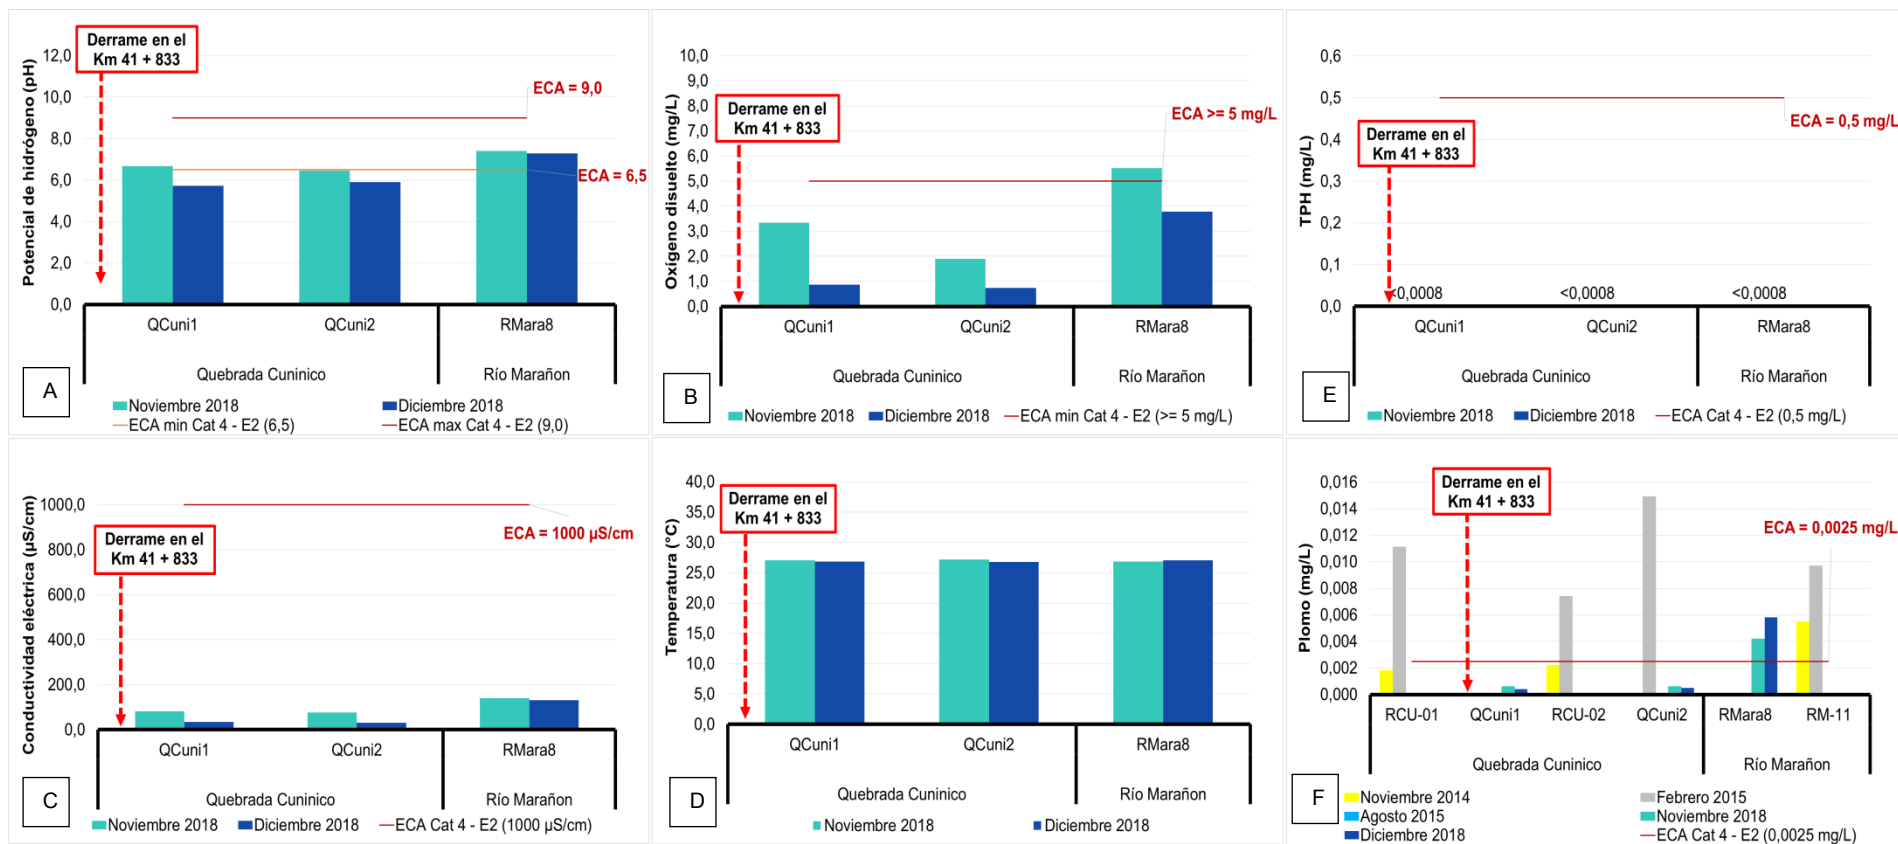 Potencial de hidrógeno (pH)
12,0
10,0
8,0
6,0
4,0
2,0
0,0
Derrame en el
Km 41 + 833
ECA = 9,0
ECA = 6,5
QCuni1
QCuni2
RMara8
Quebrada Cuninico
Río Marañon
A
Noviembre 2018
Diciembre 2018
ECA min Cat 4 - E2 (6,5)
ECA max Cat 4 - E2 (9,0)
Oxígeno disuelto (mg/L)
10,0
9,0
8,0
7,0
6,0
5,0
4,0
3,0
2,0
1,0
0,0
Derrame en el
Km 41 + 833
ECA >= 5 mg/L
QCuni1
QCuni2
RMara8
Quebrada Cuninico
Río Marañon
B
Noviembre 2018
Diciembre 2018
ECA min Cat 4 - E2 (>= 5 mg/L)
TPH (mg/L)
0,6
0,5
0,4
0,3
0,2
0,1
0,0
Derrame en el
Km 41 + 833
ECA = 0,5 mg/L
<0,0008
<0,0008
<0,0008
QCuni1
QCuni2
RMara8
Quebrada Cuninico
Río Marañon
E
Noviembre 2018
Diciembre 2018
ECA Cat 4 - E2 (0,5 mg/L)
Conductividad eléctrica (µS/cm)
1000,0
800,0
600,0
400,0
200,0
0,0
Derrame en el
Km 41 + 833
ECA = 1000 µS/cm
QCuni1
QCuni2
RMara8
Quebrada Cuninico
Río Marañon
C
Noviembre 2018
Diciembre 2018
ECA Cat 4 - E2 (1000 µS/cm)
Temperatura (°C)
40,0
35,0
30,0
25,0
20,0
15,0
10,0
5,0
0,0
Derrame en el
Km 41 + 833
QCuni1
QCuni2
RMara8
Quebrada Cuninico
Río Marañon
D
Noviembre 2018
Diciembre 2018
Plomo (mg/L)
0,016
0,014
0,012
0,010
0,008
0,006
0,004
0,002
0,000
Derrame en el
Km 41 + 833
ECA = 0,0025 mg/L
RCU-01
QCuni1
RCU-02
QCuni2
RMara8
RM-11
Quebrada Cuninico
Río Marañon
F
Noviembre 2014
Febrero 2015
Agosto 2015
Noviembre 2018
Diciembre 2018
ECA Cat 4 - E2 (0,0025 mg/L)